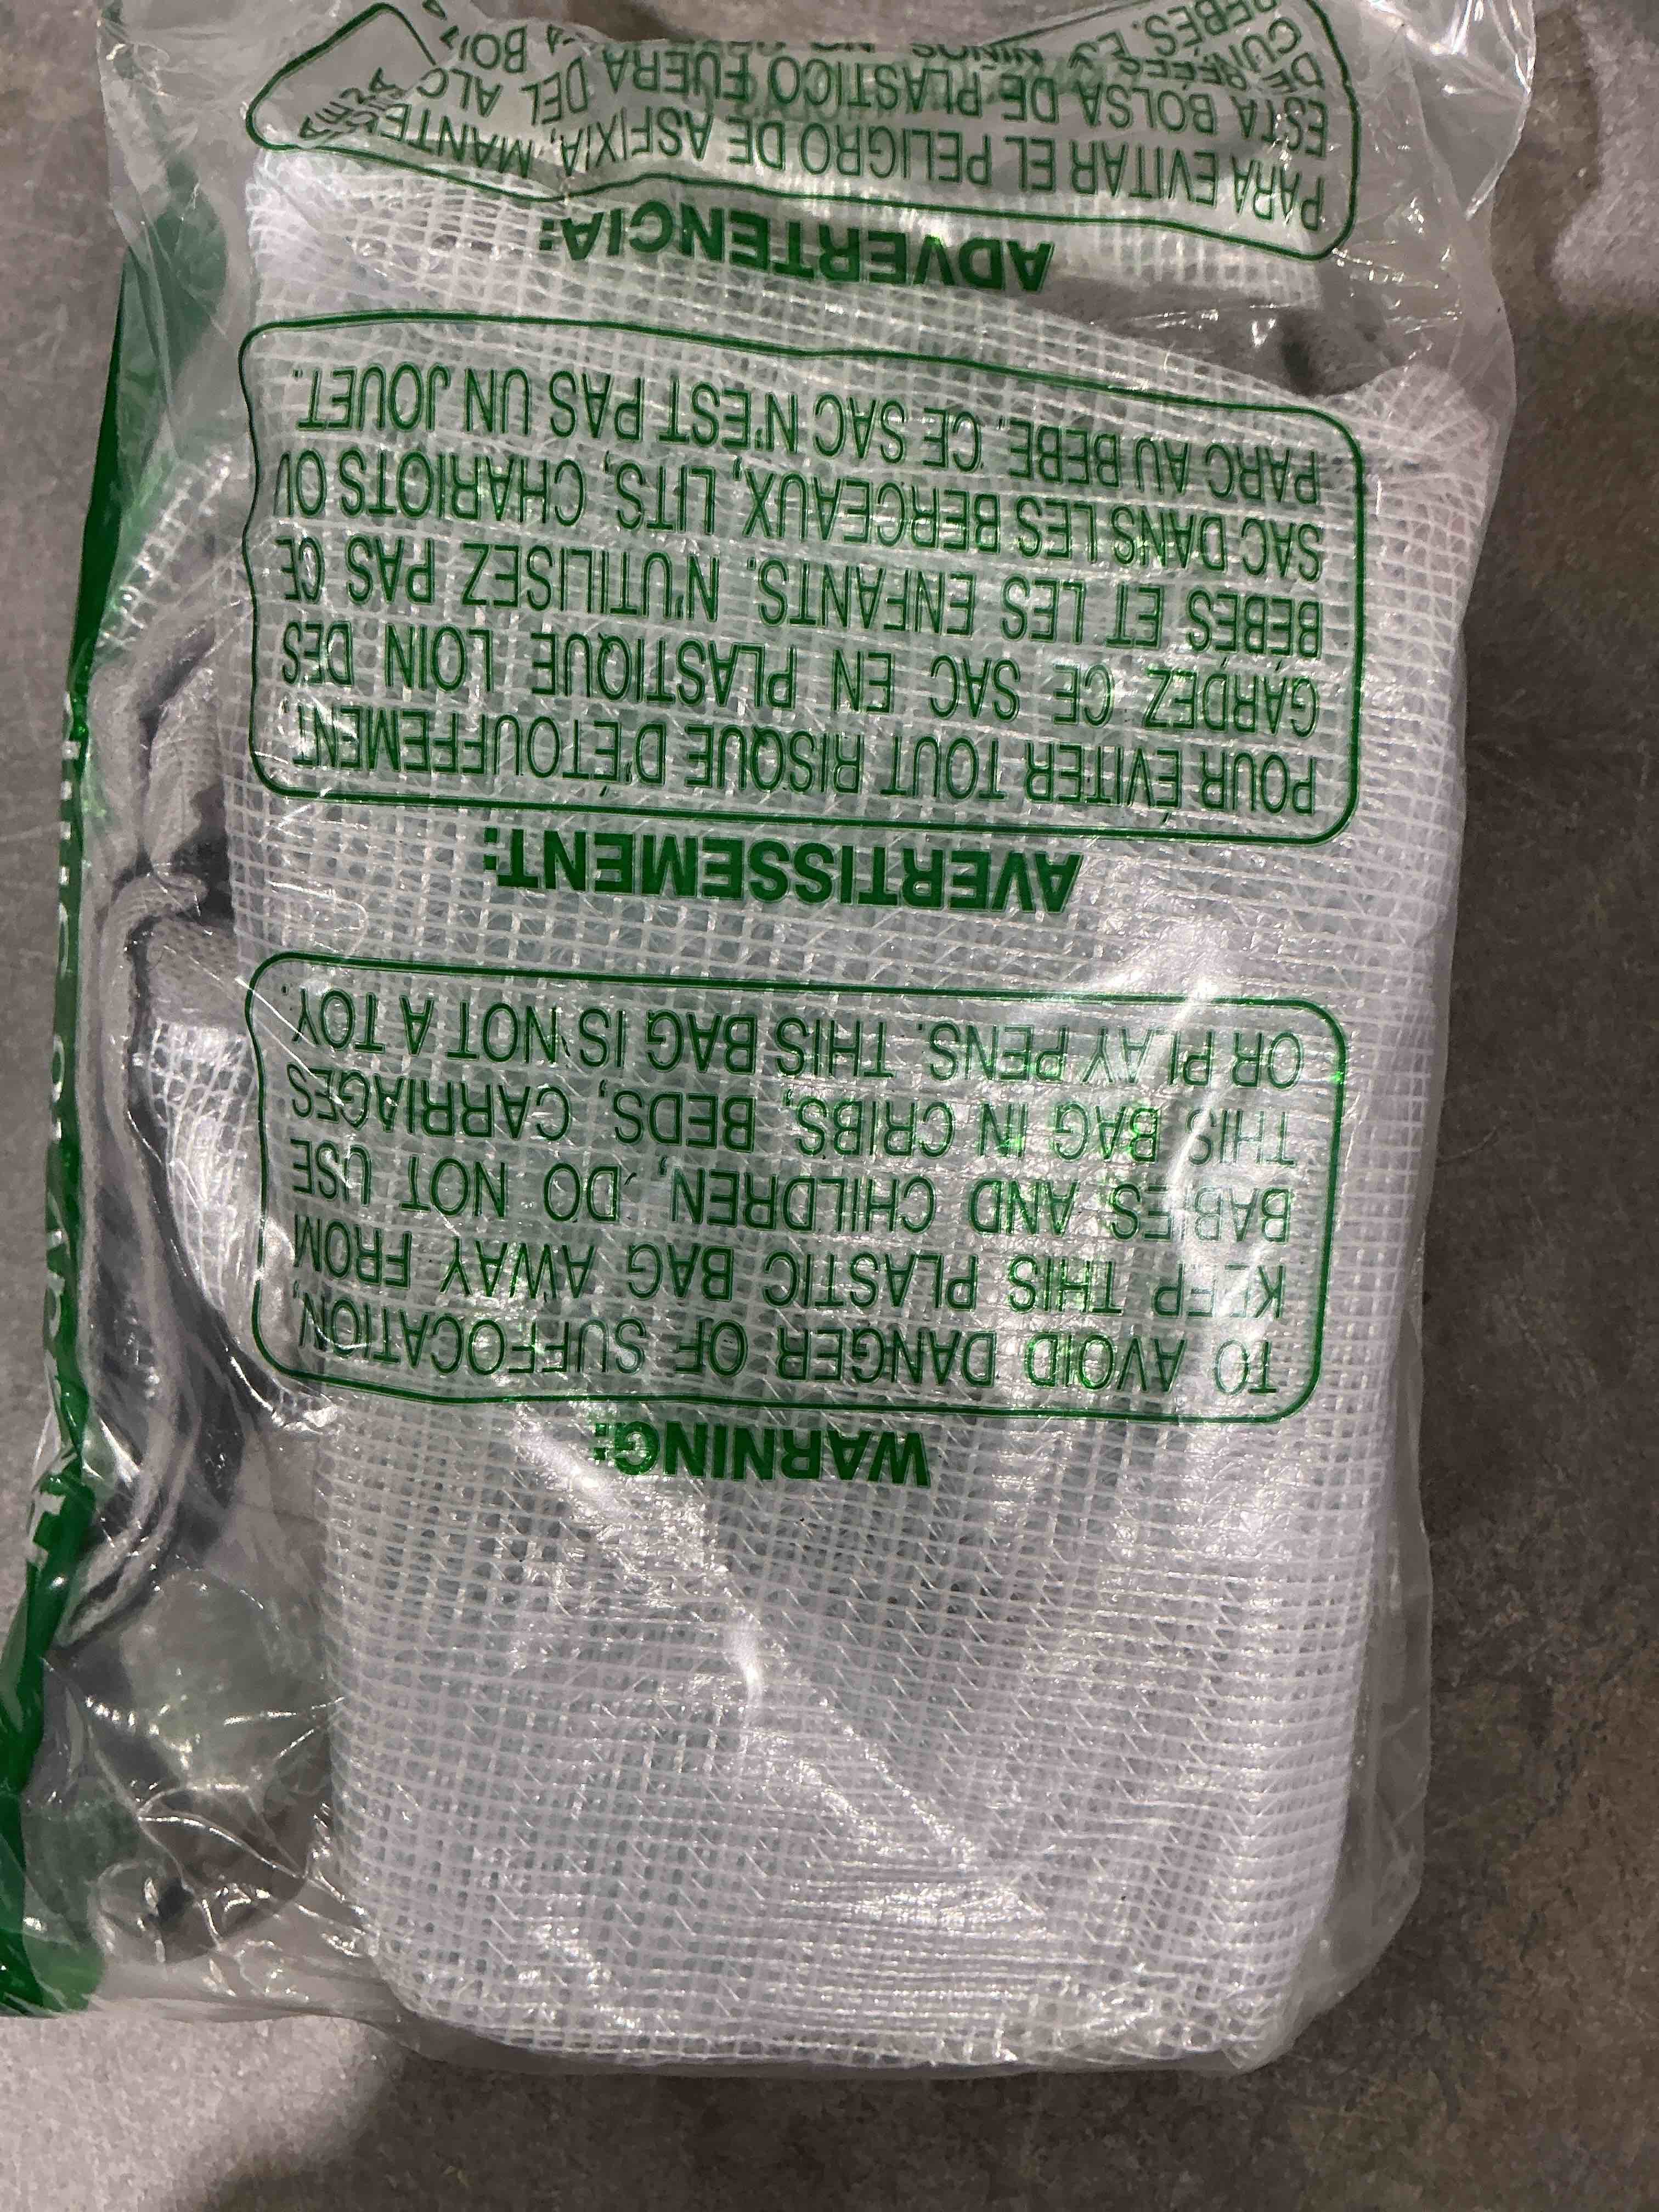 WARNING:
TO AVOID DANGER OF SUFFOCATION,
KEEP THIS PLASTIC BAG AWAY FROM
BABIES AND CHILDREN, DO NOT USE
THIS BAG IN CRIBS, BEDS, CARRIAGES
OR PLAY PENS. THIS BAG IS NOT A TOY.
AVERTISSEMENT:
POUR ÉVITER TOUT RISQUE D'ÉTOUFFEMENT,
GARDEZ CE SAC EN PLASTIQUE LOIN DES
BÉBÉS ET LES ENFANTS. N'UTILISEZ PAS CE
SAC DANS LES BERCEAUX, LITS, CHARIOTS OU
PARC AU BEBE. CE SAC N'EST PAS UN JOUET.
ADVERTENCIA:
PARA EVITAR EL PELIGRO DE ASFIXIA, MANTENGA
ESTA BOLSA DE PLASTICO FUERA DEL
DE
NIÑOS NO